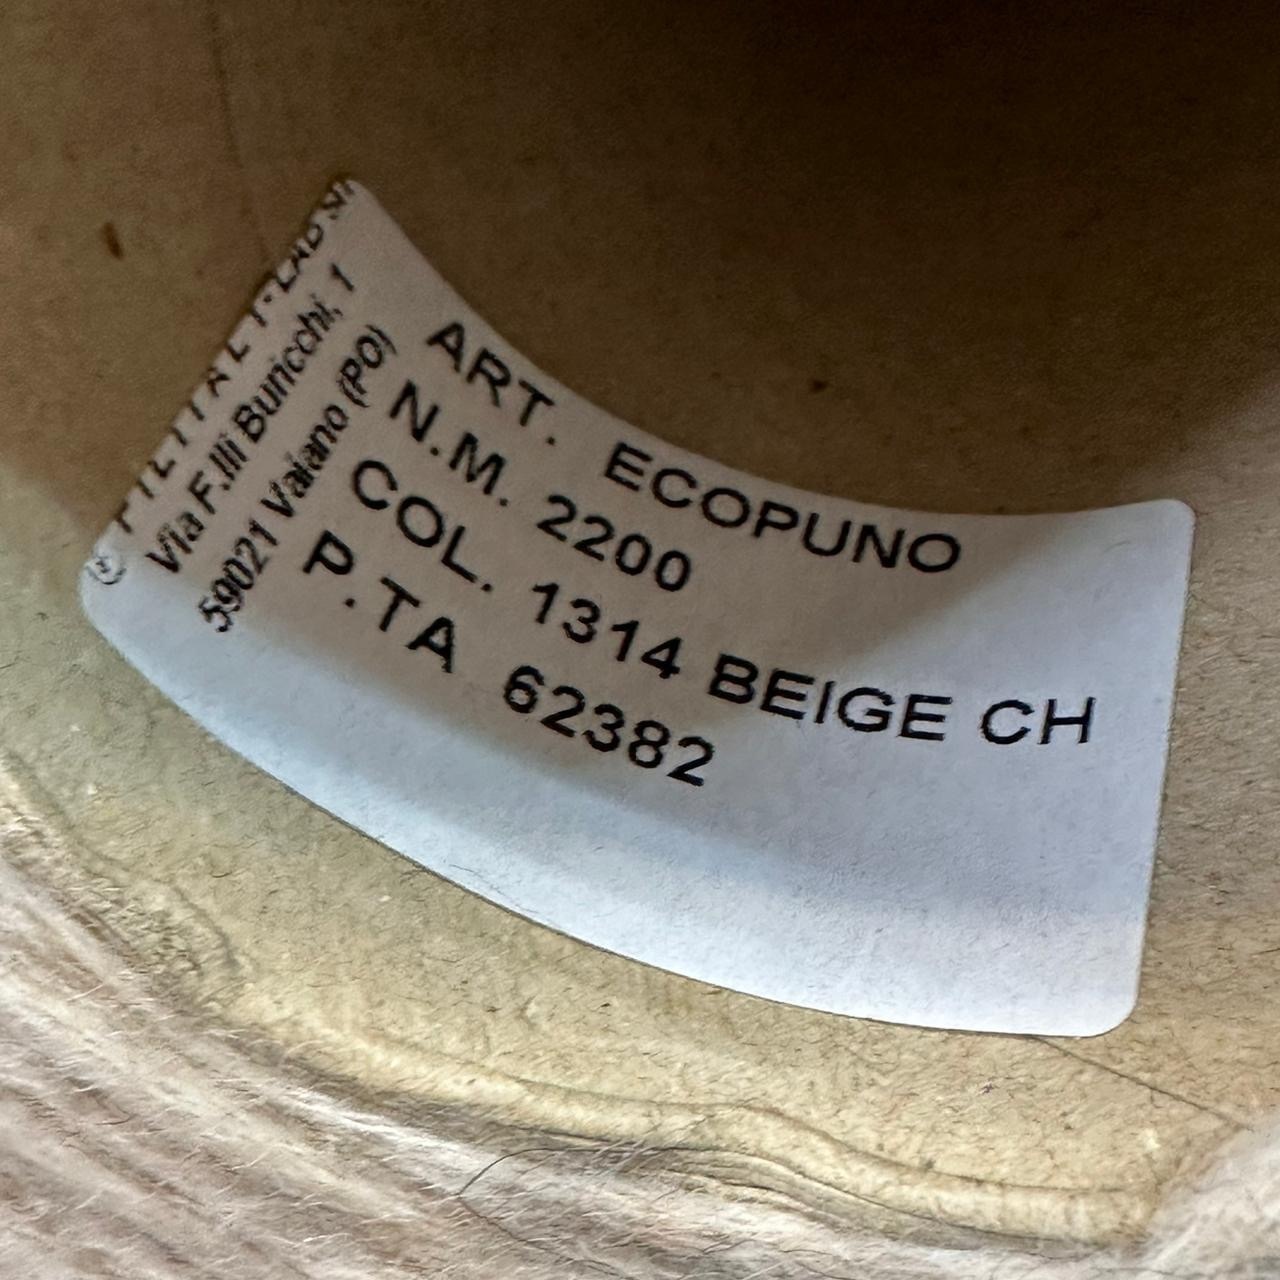 Via F.lli Buricchi, 1
59021 Vaiano (PO)
ART. ECOPUNO
N.M. 2200
COL. 1314 BEIGE CH
P.TA 62382